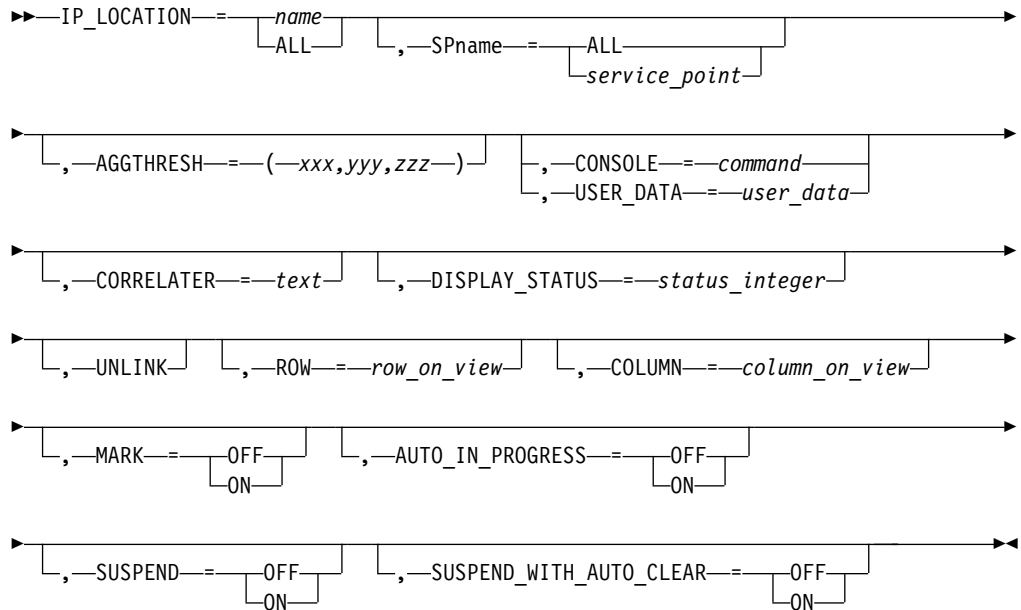 IP_LOCATION = name
ALL
, SPname = ALL
service_point
, AGGTHRESH = ( xxx,yyy,zzz )
, CONSOLE = command
, USER_DATA = user_data
, CORRELATER = text
, DISPLAY_STATUS = status_integer
, UNLINK
, ROW = row_on_view
, COLUMN = column_on_view
, MARK = OFF
ON
, AUTO_IN_PROGRESS = OFF
ON
, SUSPEND = OFF
ON
, SUSPEND_WITH_AUTO_CLEAR = OFF
ON